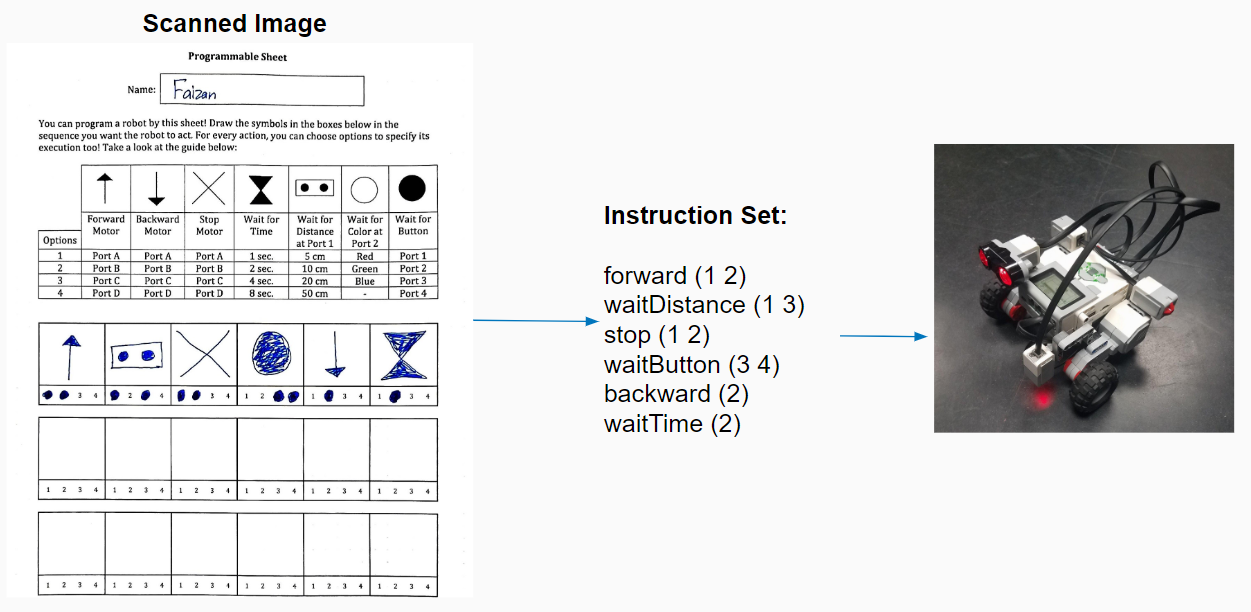 Scanned Image
Programmable Sheet
Name: Faizan
You can program a robot by this sheet! Draw the symbols in the boxes below in the
sequence you want the robot to act. For every action, you can choose options to specify its
execution too! Take a look at the guide below:
Options Forward Motor Backward Motor Stop Motor Wait for Time Wait for Distance at Port 1 Wait for Color at Port 2 Wait for Button
1 Port A Port A Port A 1 sec. 5 cm Red Port 1
2 Port B Port B Port B 2 sec. 10 cm Green Port 2
3 Port C Port C Port C 4 sec. 20 cm Blue Port 3
4 Port D Port D Port D 8 sec. 50 cm - Port 4
3 4 2 4 3 4 1 2 1 3 4 1 3 4
1 2 3 4 1 2 3 4 1 2 3 4 1 2 3 4 1 2 3 4 1 2 3 4
1 2 3 4 1 2 3 4 1 2 3 4 1 2 3 4 1 2 3 4 1 2 3 4
Instruction Set:
forward (1 2)
waitDistance (1 3)
stop (1 2)
waitButton (3 4)
backward (2)
waitTime (2)